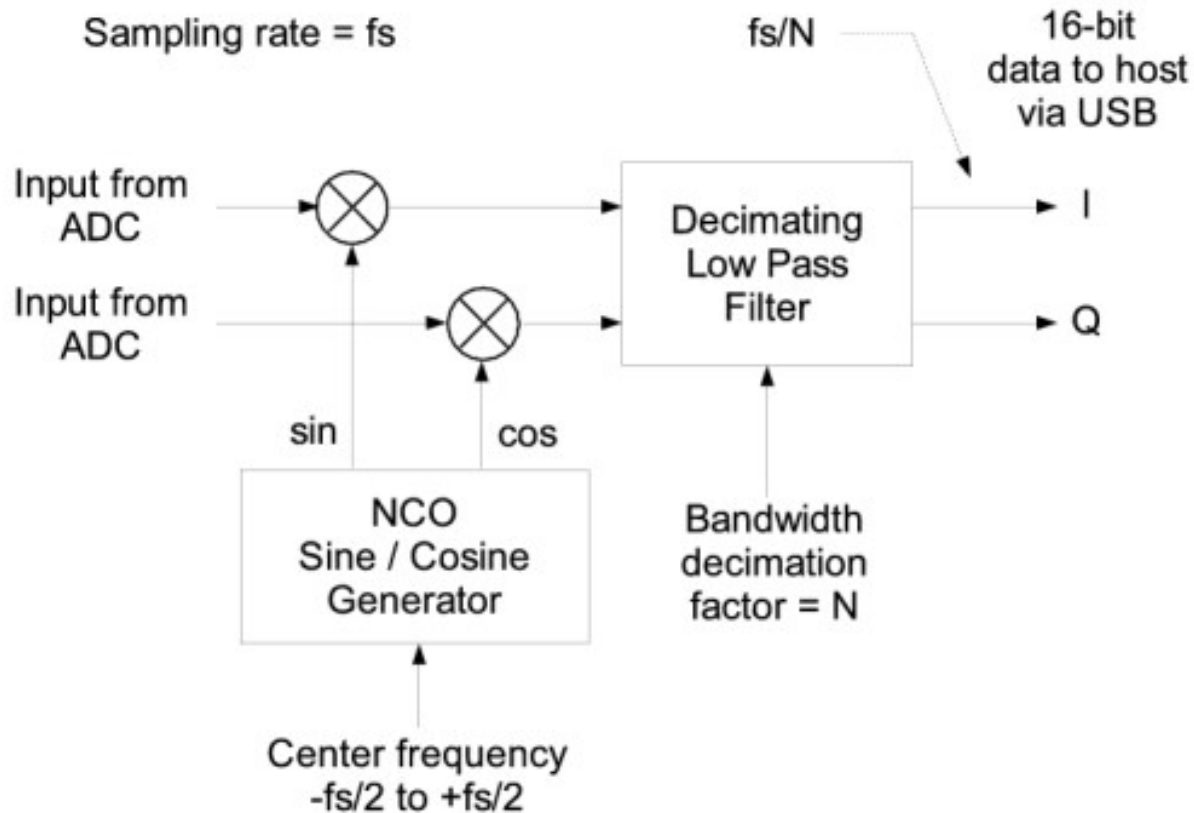 Sampling rate = fs
fs/N
16-bit
data to host
via USB
Input from
ADC
Decimating
Low Pass
Filter
I
Input from
ADC
Q
sin
cos
NCO
Sine / Cosine
Generator
Bandwidth
decimation
factor = N
Center frequency
-fs/2 to +fs/2